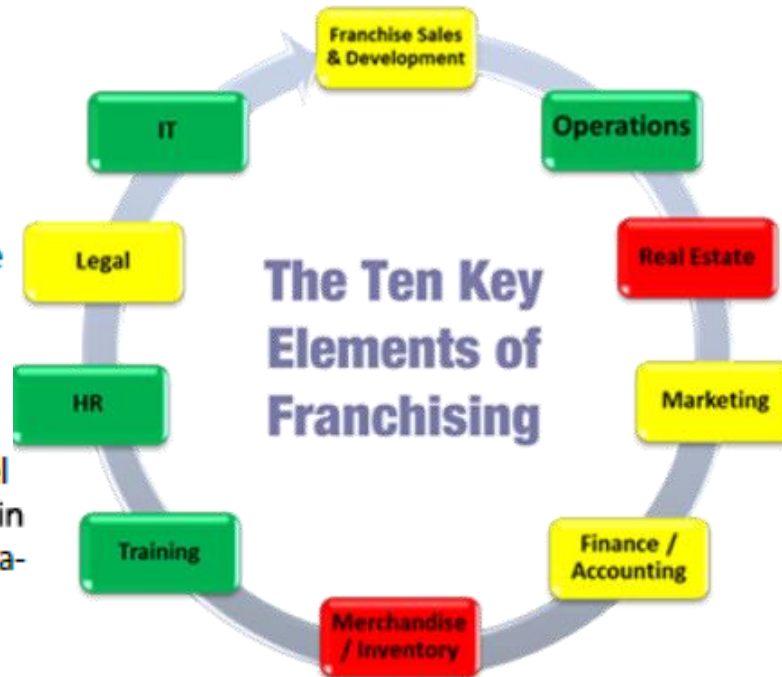 Franchise Sales
& Development
Operations
Real Estate
Marketing
Finance /
Accounting
Merchandise
/ Inventory
Training
HR
Legal
IT
The Ten Key
Elements of
Franchising
e
l
in
a-